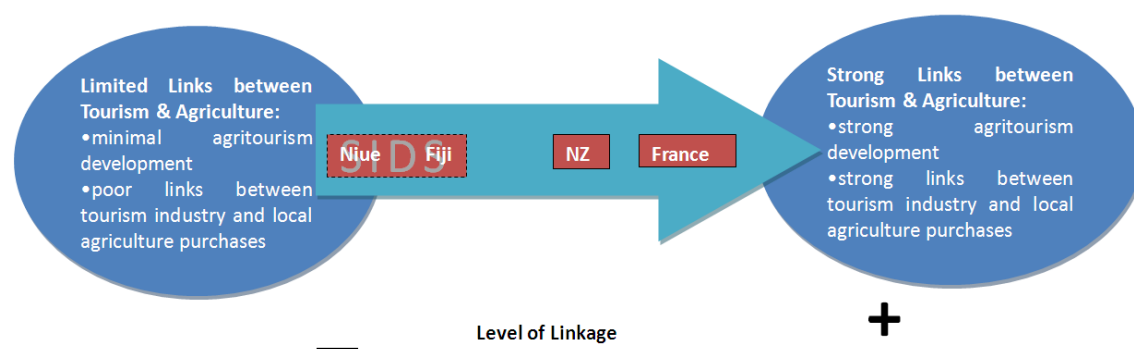 Limited Links between
Tourism & Agriculture:
•minimal agritourism
development
•poor links between
tourism industry and local
agriculture purchases
SIDS
Niue Fiji
NZ
France
Strong Links between
Tourism & Agriculture:
•strong agritourism
development
•strong links between
tourism industry and local
agriculture purchases
Level of Linkage
+